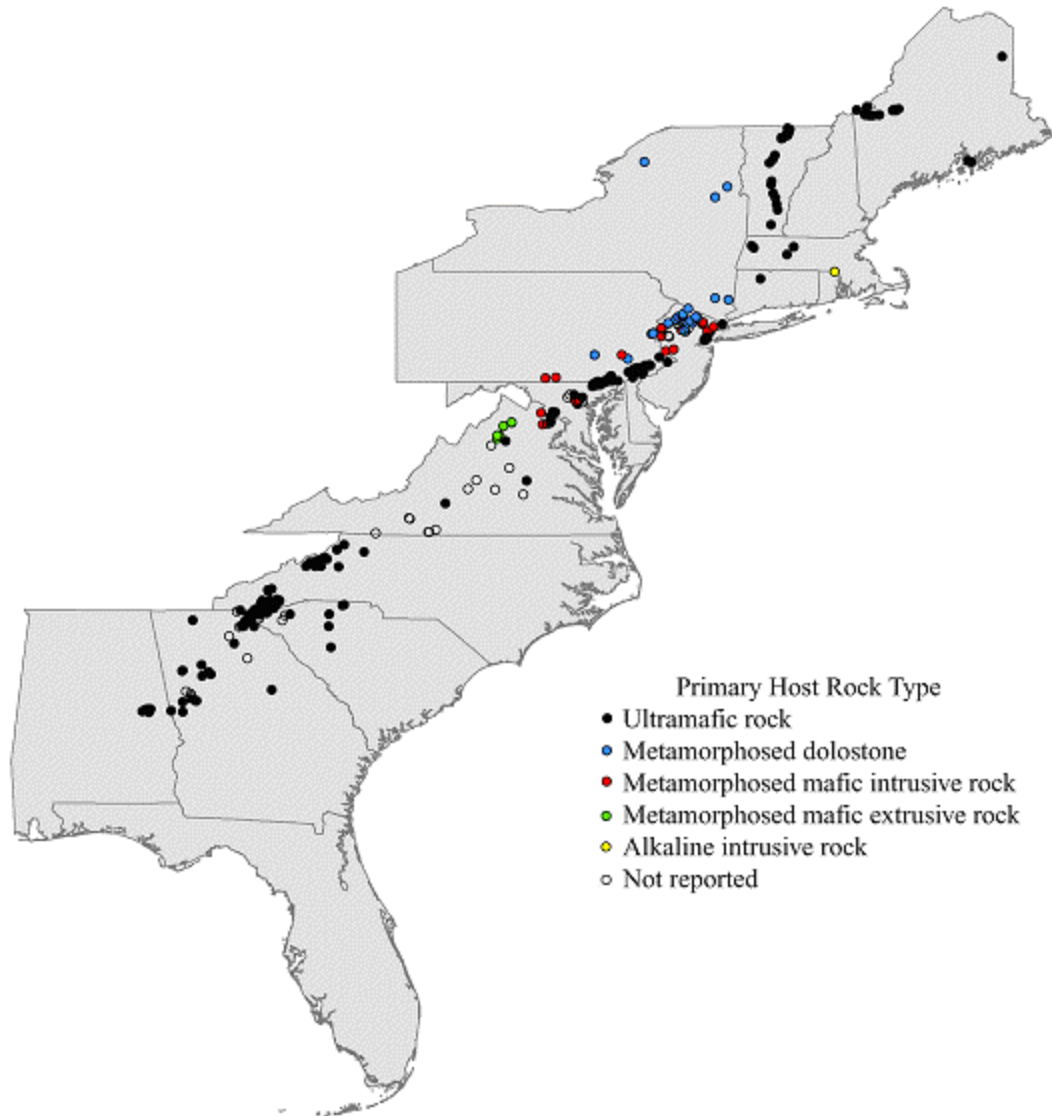 Primary Host Rock Type
Ultramafic rock
Metamorphosed dolostone
Metamorphosed mafic intrusive rock
Metamorphosed mafic extrusive rock
Alkaline intrusive rock
Not reported